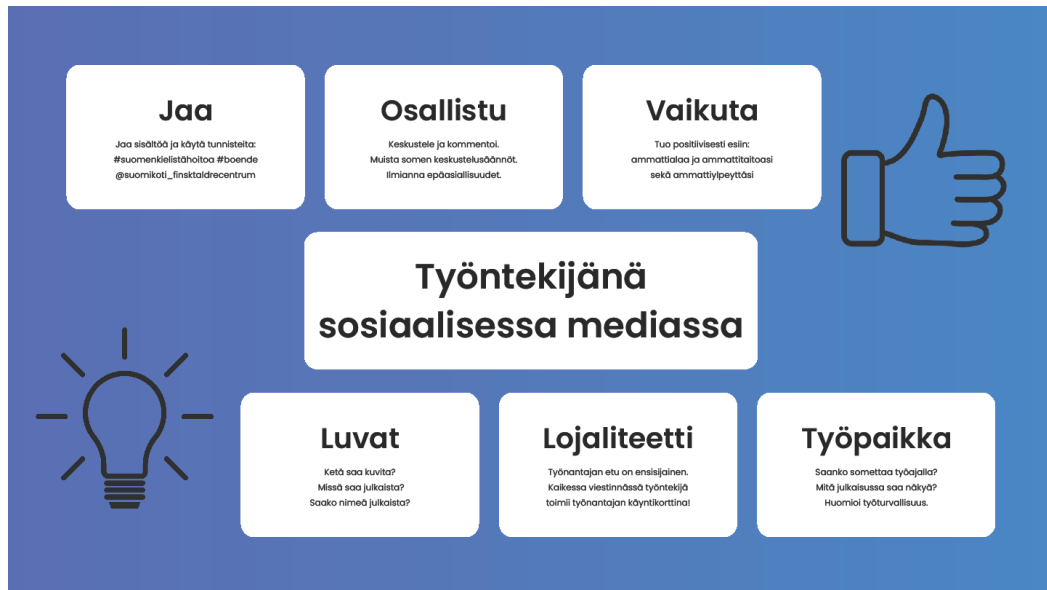 Jaa
Jaa sisältöä ja käytä tunnisteita:
#suomenkielistähoitoa #boende
@suomikoti_finsktaldrecentrum
Osallistu
Keskustele ja kommentoi.
Muista somen keskustelusäännöt.
Ilmianna epäasiallisuudet.
Vaikuta
Tuo positiivisesti esiin:
ammattialaa ja ammattitaitoasi
sekä ammattiylpeyttäsi
Työntekijänä
sosiaalisessa mediassa
Luvat
Ketä saa kuvita?
Missä saa julkaista?
Saako nimeä julkaista?
Lojaliteetti
Työnantajan etu on ensisijainen.
Kaikessa viestinnässä työntekijä
toimii työnantajan käyntikorttina!
Työpaikka
Saanko somettaa työajalla?
Mitä julkaisussa saa näkyä?
Huomioi työturvallisuus.